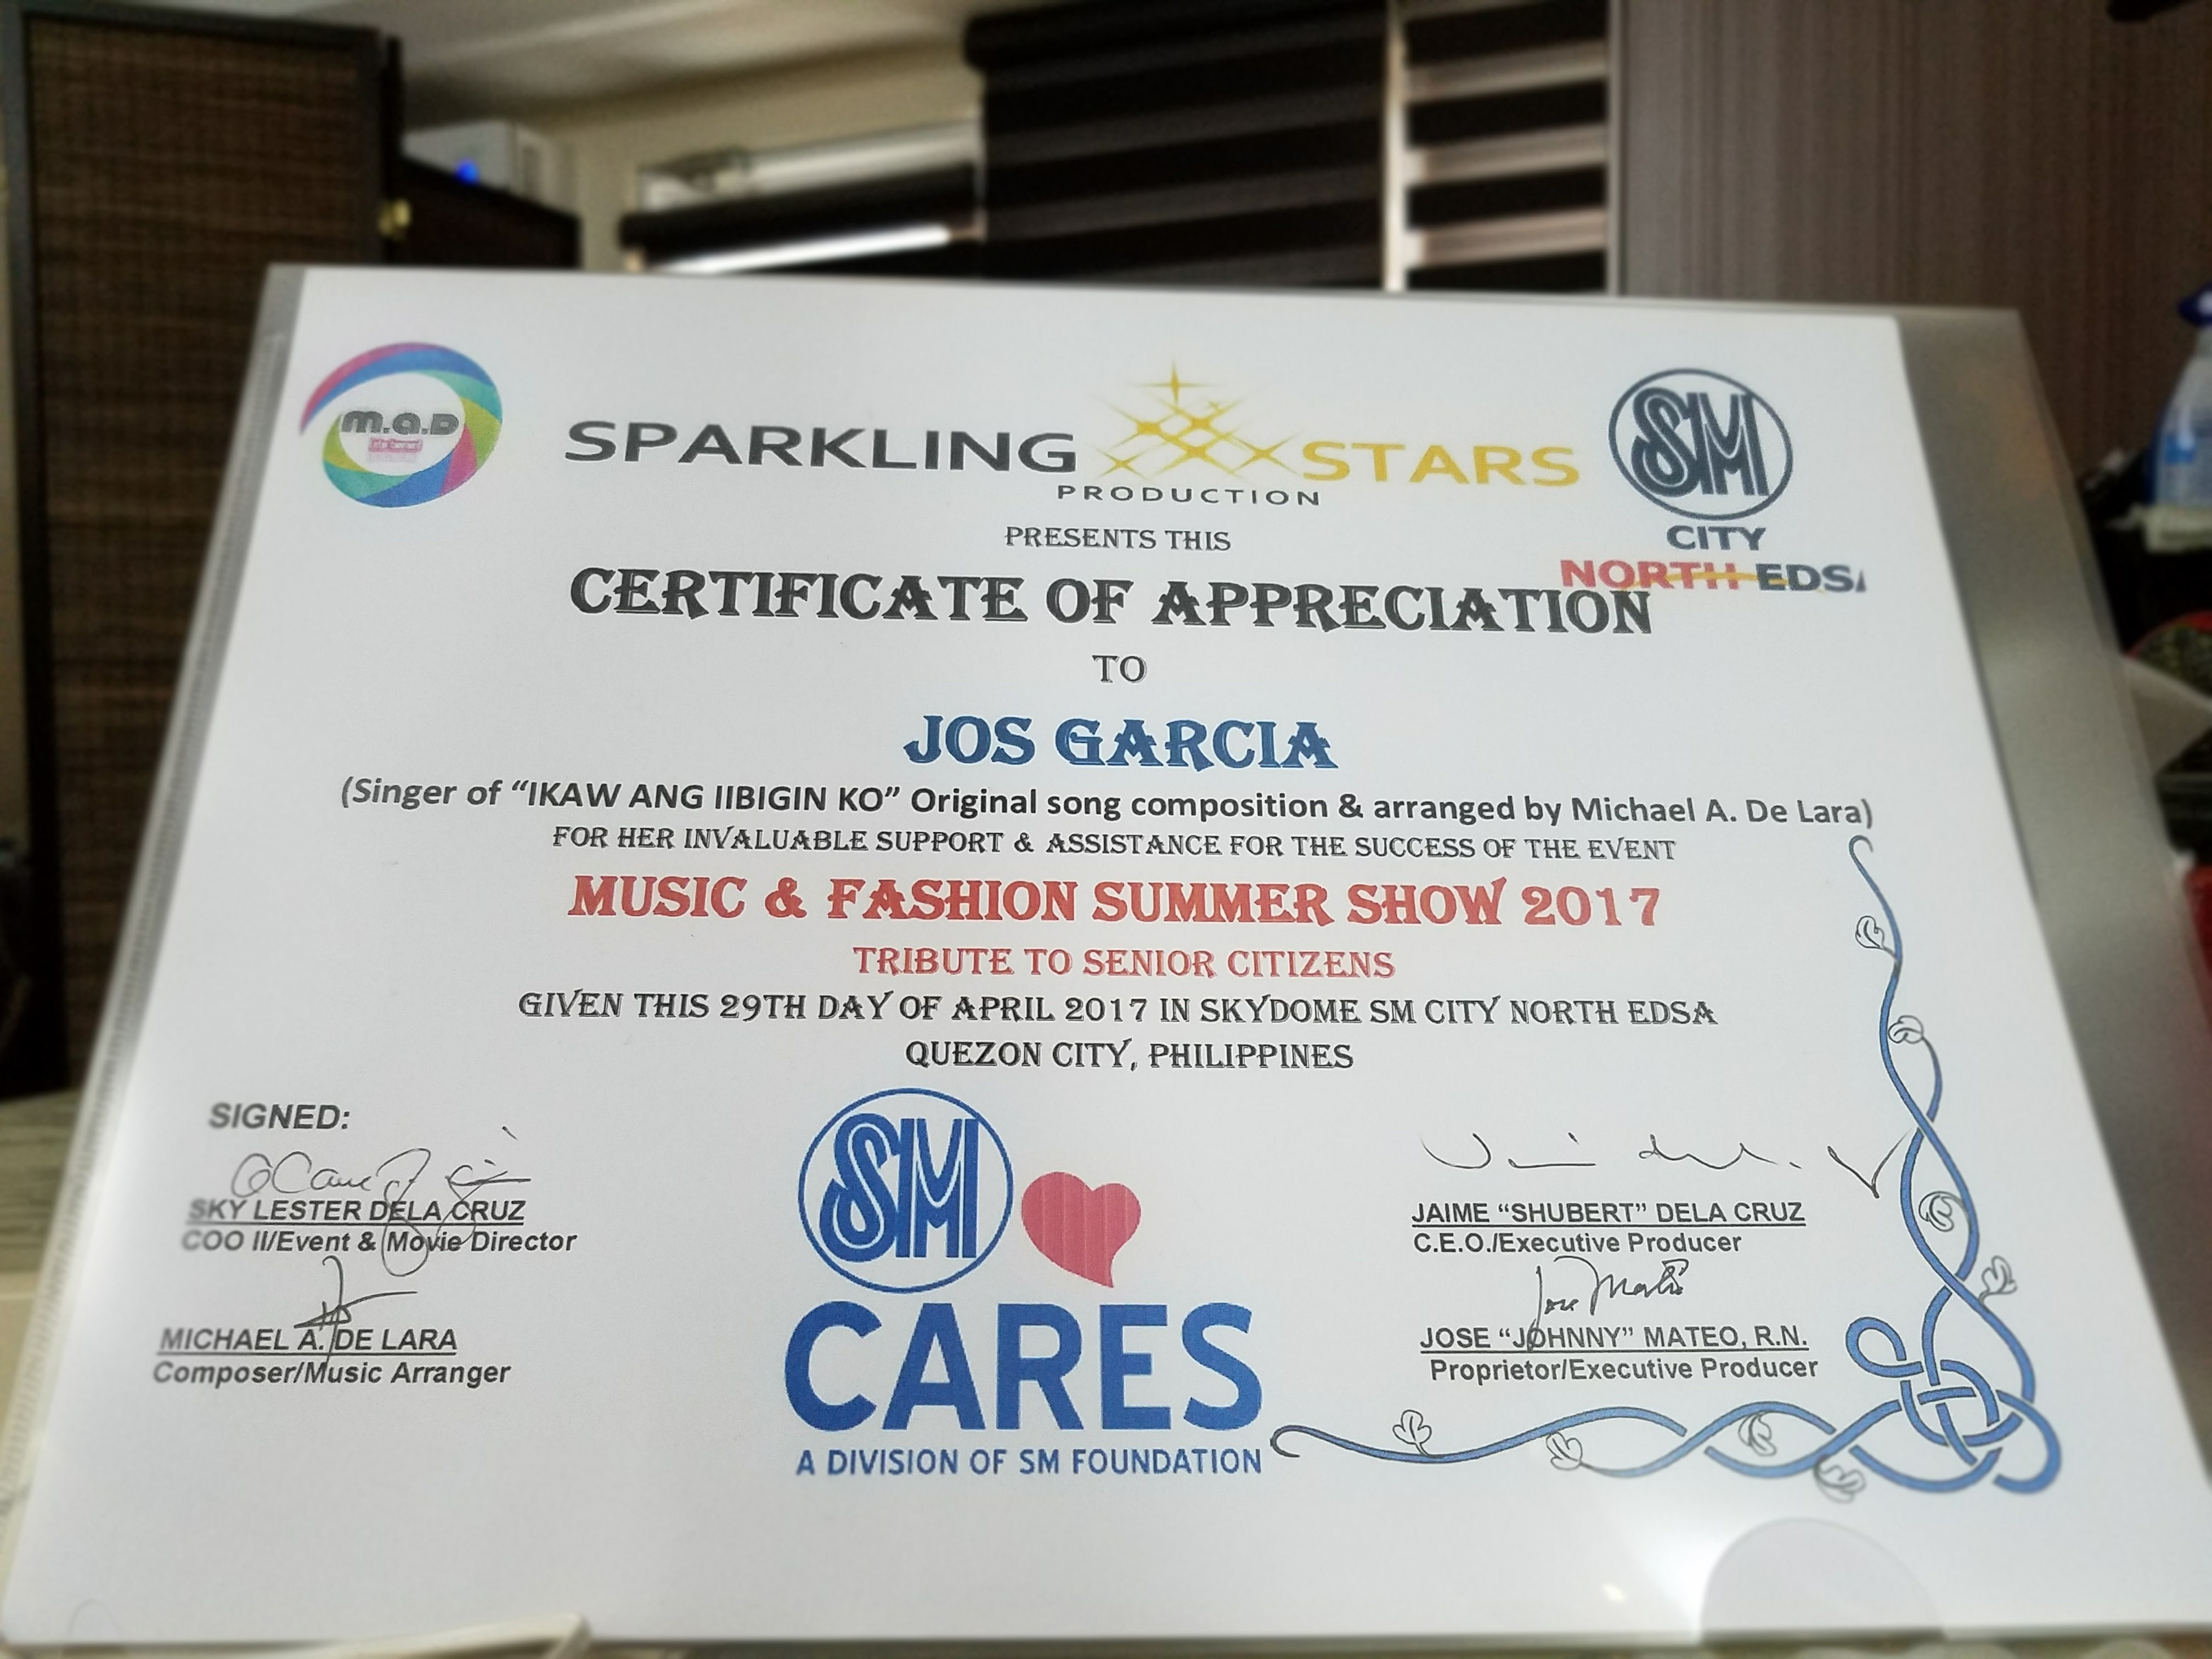 m.a.D
SPARKLING STARS
PRODUCTION
SM
CITY
NORTH EDSA
PRESENTS THIS
CERTIFICATE OF APPRECIATION
TO
JOS GARCIA
(Singer of “IKAW ANG IIBIGIN KO” Original song composition & arranged by Michael A. De Lara)
FOR HER INVALUABLE SUPPORT & ASSISTANCE FOR THE SUCCESS OF THE EVENT
MUSIC & FASHION SUMMER SHOW 2017
TRIBUTE TO SENIOR CITIZENS
GIVEN THIS 29TH DAY OF APRIL 2017 IN SKYDOME SM CITY NORTH EDSA
QUEZON CITY, PHILIPPINES
SIGNED:
SKY LESTER DELA CRUZ
COO II/Event & Movie Director
MICHAEL A. DE LARA
Composer/Music Arranger
SM
CARES
A DIVISION OF SM FOUNDATION
JAIME “SHUBERT” DELA CRUZ
C.E.O./Executive Producer
JOSE “JOHNNY” MATEO, R.N.
Proprietor/Executive Producer